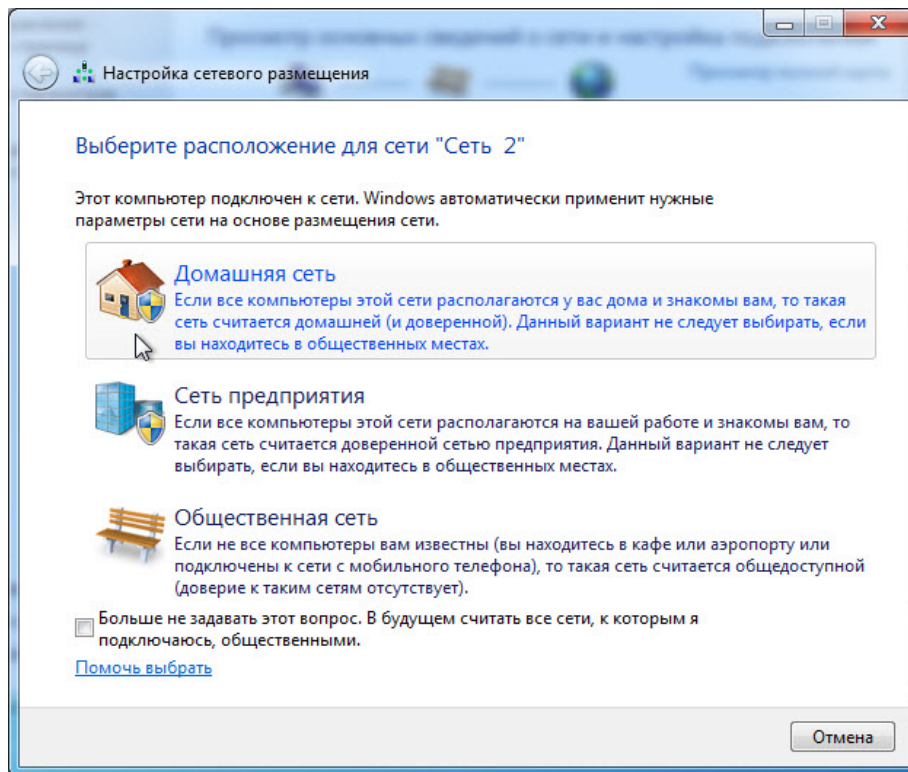 Просмотр основных сведений о сети и настройка подключений
Настройка сетевого размещения
Выберите расположение для сети "Сеть 2"
Этот компьютер подключен к сети. Windows автоматически применит нужные
параметры сети на основе размещения сети.
Домашняя сеть
Если все компьютеры этой сети располагаются у вас дома и знакомы вам, то такая
сеть считается домашней (и доверенной). Данный вариант не следует выбирать, если
вы находитесь в общественных местах.
Сеть предприятия
Если все компьютеры этой сети располагаются на вашей работе и знакомы вам, то
такая сеть считается доверенной сетью предприятия. Данный вариант не следует
выбирать, если вы находитесь в общественных местах.
Общественная сеть
Если не все компьютеры вам известны (вы находитесь в кафе или аэропорту или
подключены к сети с мобильного телефона), то такая сеть считается общедоступной
(доверие к таким сетям отсутствует).
Больше не задавать этот вопрос. В будущем считать все сети, к которым я
подключаюсь, общественными.
Помочь выбрать
Отмена